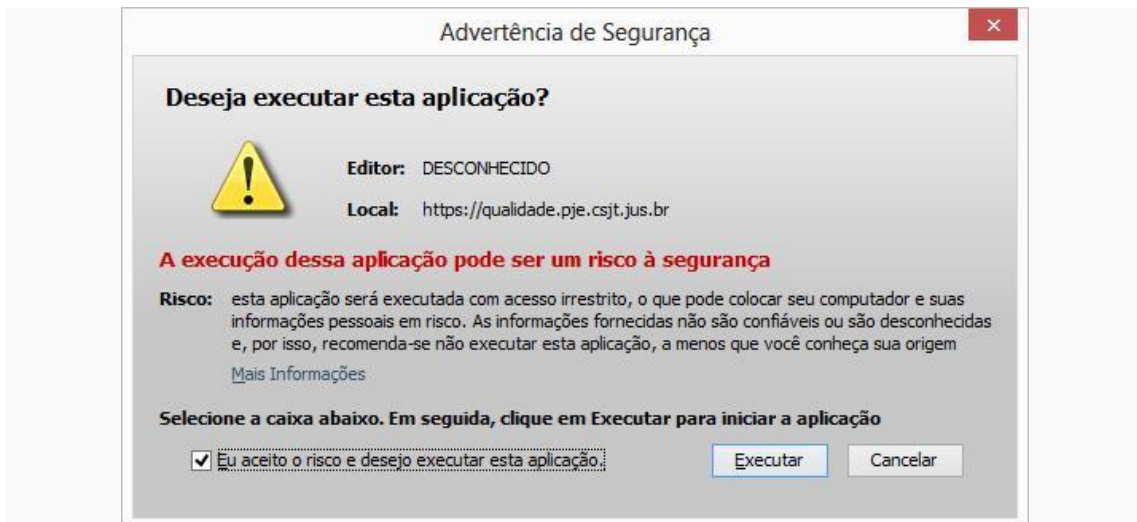 Advertência de Segurança
Deseja executar esta aplicação?
Editor: DESCONHECIDO
Local: https://qualidade.pje.csjt.jus.br
A execução dessa aplicação pode ser um risco à segurança
Risco: esta aplicação será executada com acesso irrestrito, o que pode colocar seu computador e suas
informações pessoais em risco. As informações fornecidas não são confiáveis ou são desconhecidas
e, por isso, recomenda-se não executar esta aplicação, a menos que você conheça sua origem
Mais Informações
Selecione a caixa abaixo. Em seguida, clique em Executar para iniciar a aplicação
Eu aceito o risco e desejo executar esta aplicação. Executar Cancelar